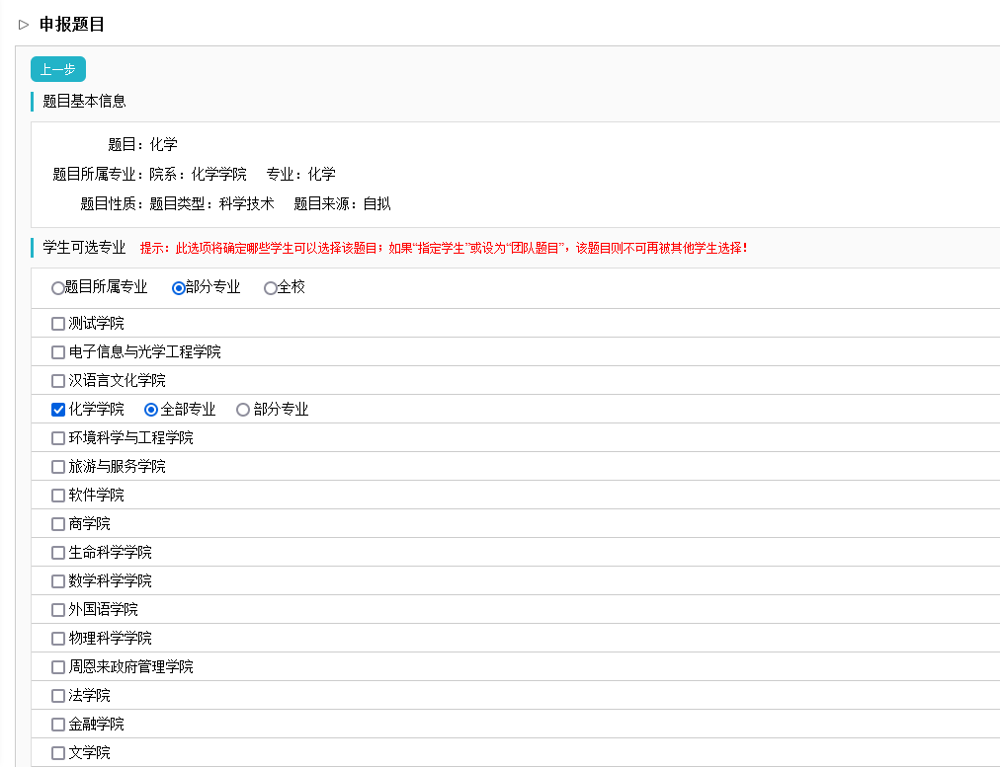 申报题目
上一步
题目基本信息
题目：化学
题目所属专业：院系：化学学院 专业：化学
题目性质：题目类型：科学技术 题目来源：自拟
学生可选专业 提示：此选项将确定哪些学生可以选择该题目；如果“指定学生”或设为“团队题目”，该题目则不可再被其他学生选择！
题目所属专业 部分专业 全校
测试学院
电子信息与光学工程学院
汉语言文化学院
化学学院 全部专业 部分专业
环境科学与工程学院
旅游与服务学院
软件学院
商学院
生命科学学院
数学科学学院
外国语学院
物理科学学院
周恩来政府管理学院
法学院
金融学院
文学院